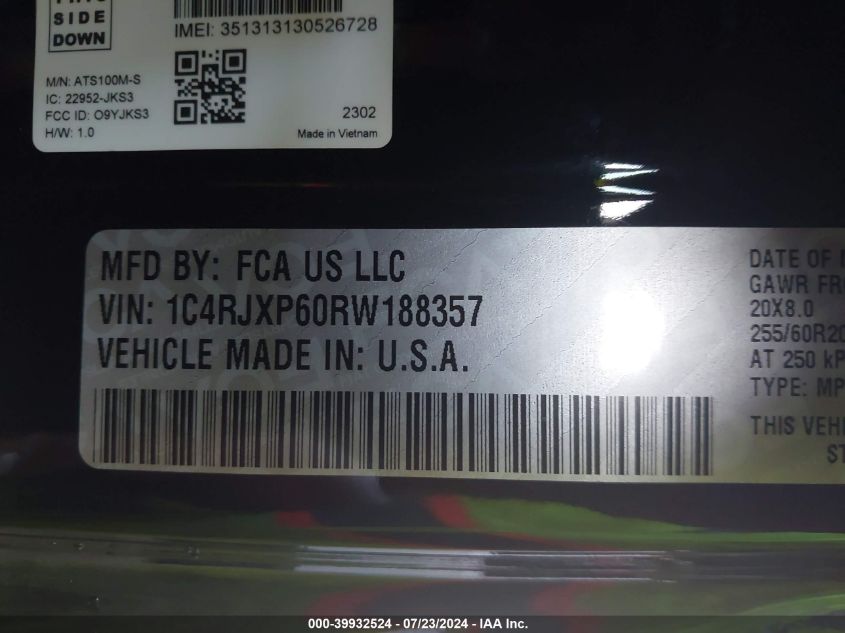 SIDE
DOWN
IMEI: 351313130526728
M/N: ATS100M-S
IC: 22952-JKS3
FCC ID: O9YJKS3
H/W: 1.0
2302
Made in Vietnam
MFD BY: FCA US LLC
VIN: 1C4RJXP60RW188357
VEHICLE MADE IN: U.S.A.
DATE OF
GAWR FR
20X8.0
255/60R20
AT 250 kP
TYPE: MP
THIS VEH
000-39932524 - 07/23/2024 - IAA Inc.